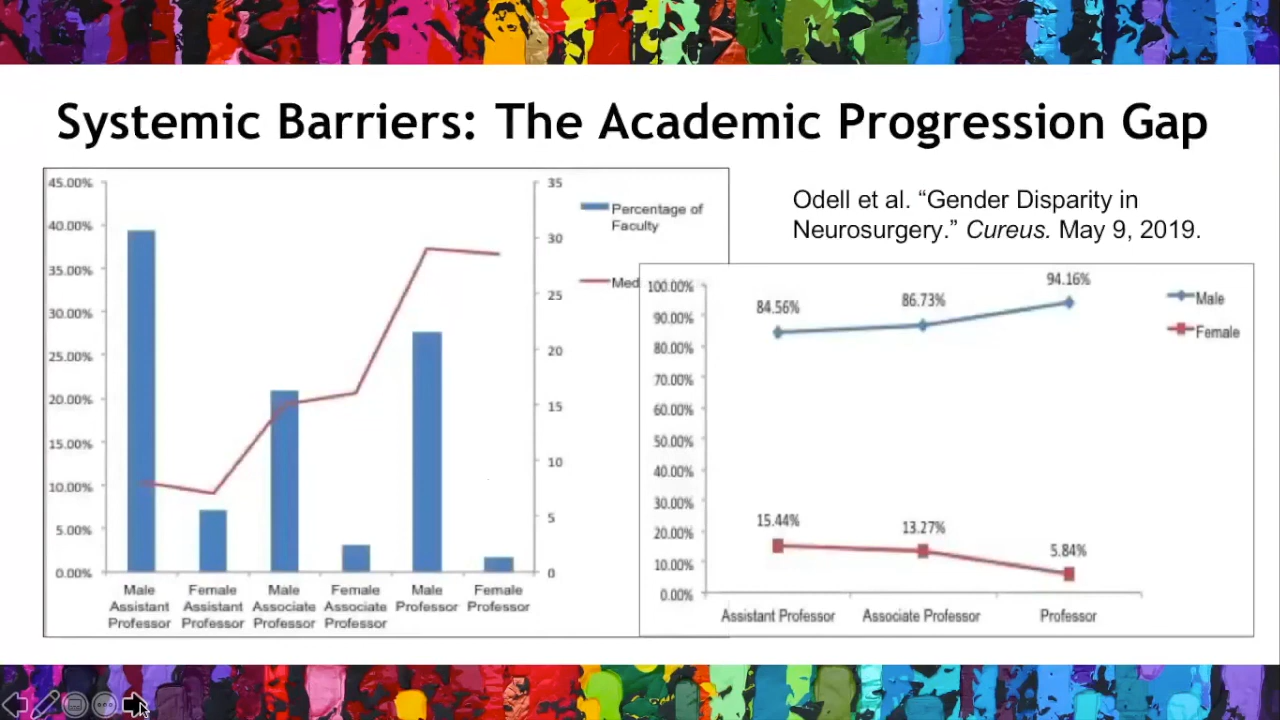 Systemic Barriers: The Academic Progression Gap
45.00%
40.00%
35.00%
30.00%
25.00%
20.00%
15.00%
10.00%
5.00%
0.00%
35
30
25
20
15
10
5
0
Percentage of
Faculty
Med
Male
Assistant
Professor
Female
Assistant
Professor
Male
Associate
Professor
Female
Associate
Professor
Male
Professor
Female
Professor
Odell et al. “Gender Disparity in
Neurosurgery.” Cureus. May 9, 2019.
100.00%
90.00%
80.00%
70.00%
60.00%
50.00%
40.00%
30.00%
20.00%
10.00%
0.00%
84.56%
86.73%
94.16%
15.44%
13.27%
5.84%
Male
Female
Assistant Professor
Associate Professor
Professor